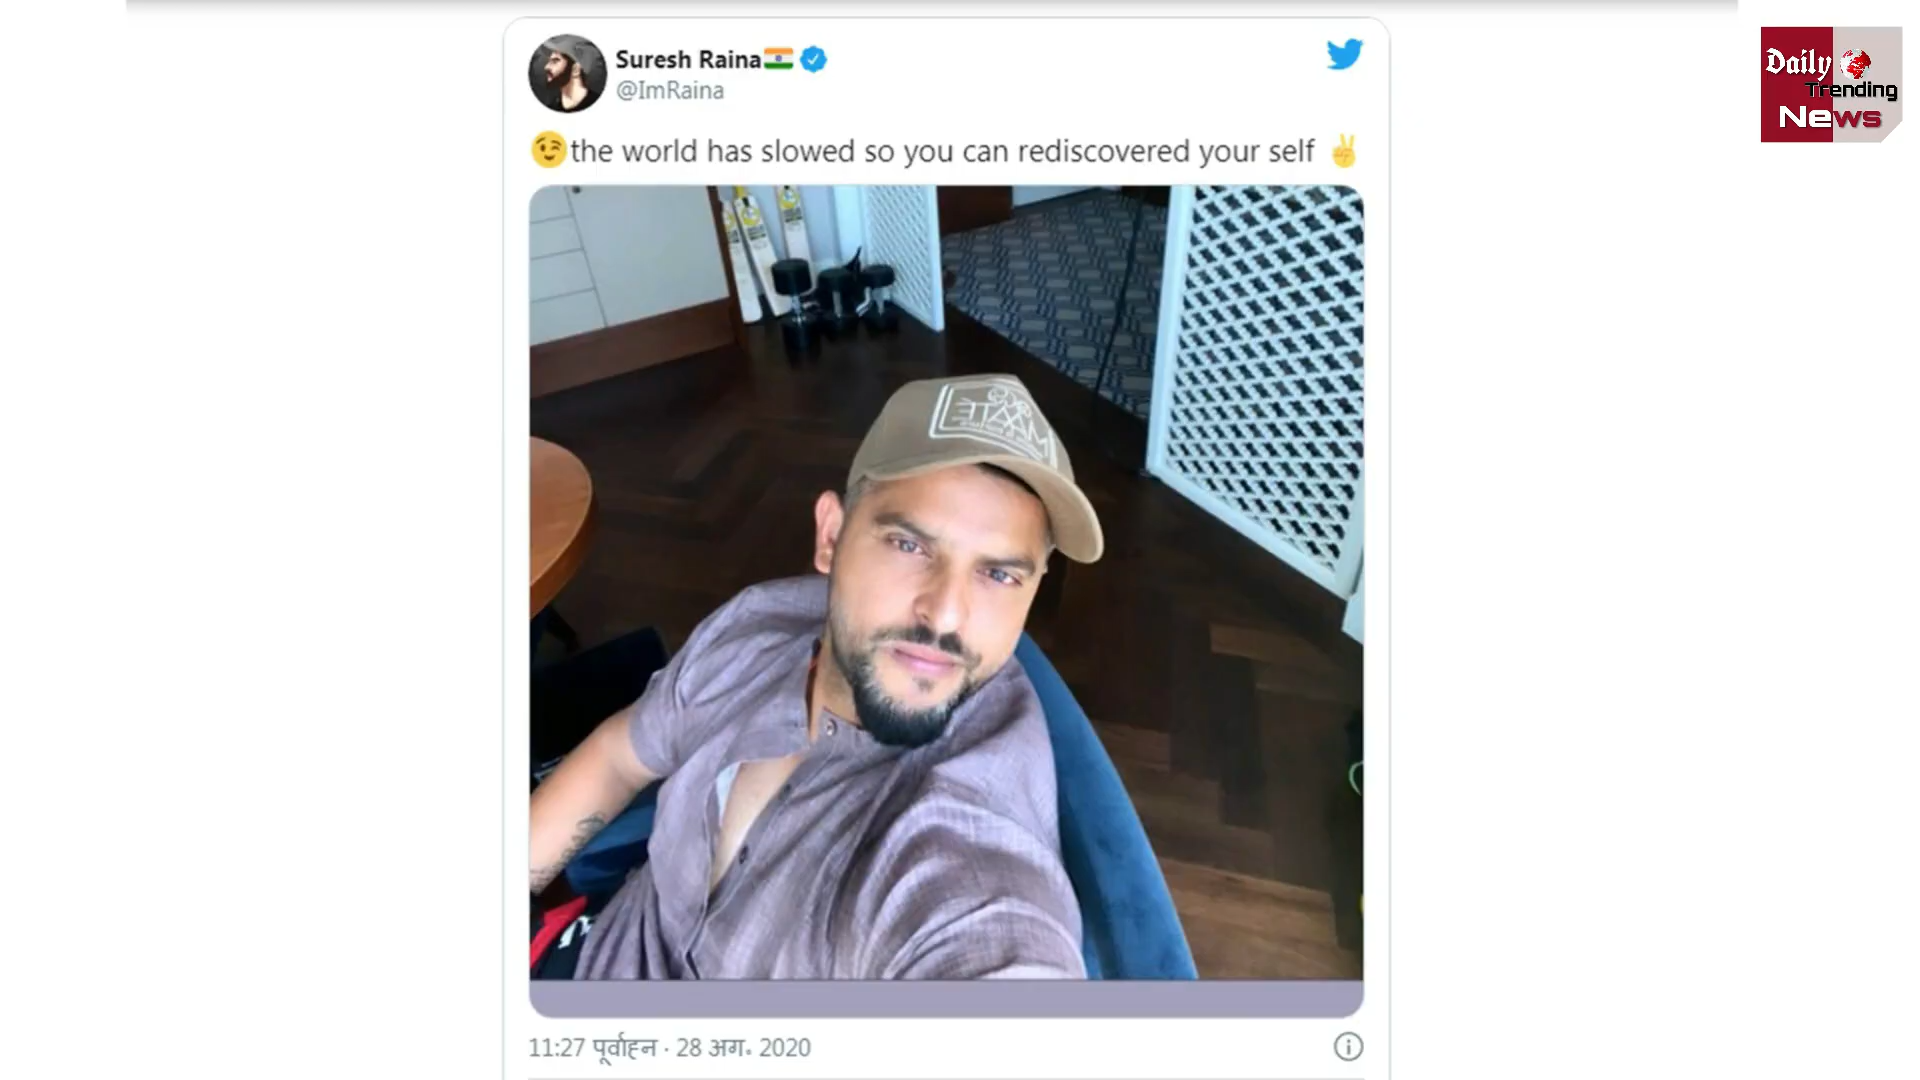 Suresh Raina🇮🇳
@ImRaina
😉the world has slowed so you can rediscovered your self ✌
Daily
Trending
News
11:27 पूर्वाह्न · 28 अग॰ 2020